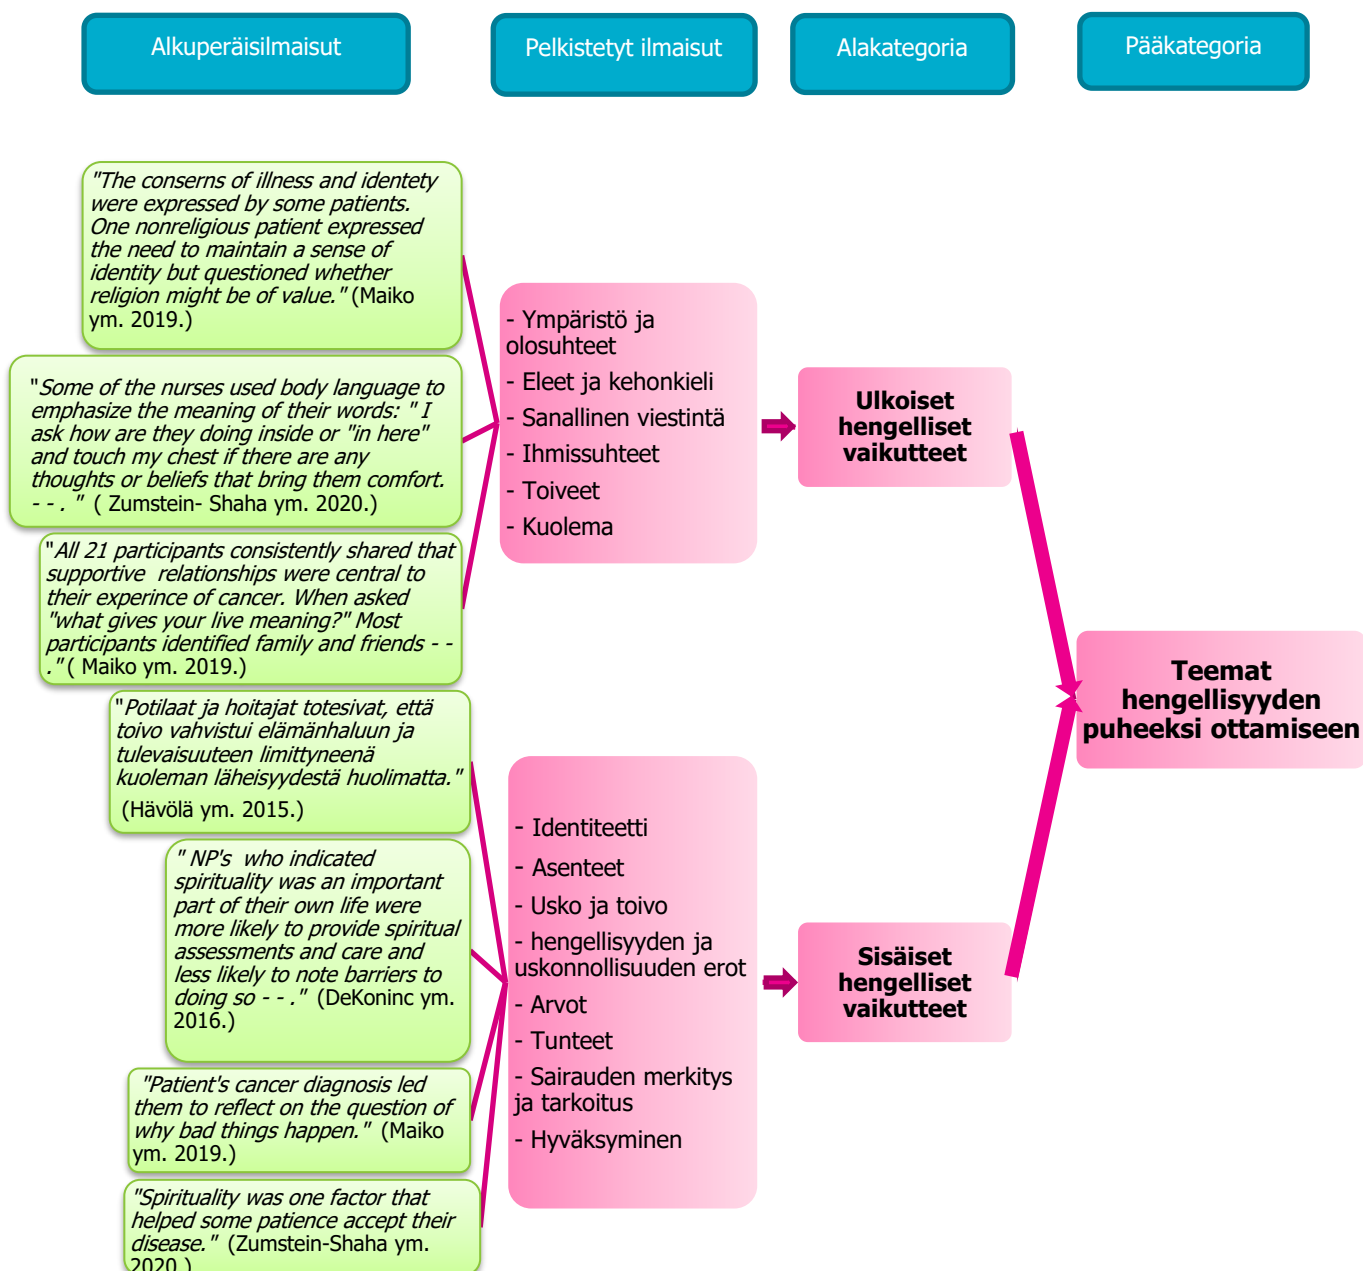 Alkuperäisilmaisut
Pelkistetyt ilmaisut
Alakategoria
Pääkategoria
"The conserns of illness and identety
were expressed by some patients.
One nonreligious patient expressed
the need to maintain a sense of
identity but questioned whether
religion might be of value." (Maiko
ym. 2019.)
"Some of the nurses used body language to
emphasize the meaning of their words: " I
ask how are they doing inside or "in here"
and touch my chest if there are any
thoughts or beliefs that bring them comfort.
- - . " ( Zumstein- Shaha ym. 2020.)
"All 21 participants consistently shared that
supportive relationships were central to
their experince of cancer. When asked
"what gives your live meaning?" Most
participants identified family and friends - -
."( Maiko ym. 2019.)
"Potilaat ja hoitajat totesivat, että
toivo vahvistui elämänhaluun ja
tulevaisuuteen limittyneenä
kuoleman läheisyydestä huolimatta."
(Hävölä ym. 2015.)
" NP's who indicated
spirituality was an important
part of their own life were
more likely to provide spiritual
assessments and care and
less likely to note barriers to
doing so - - ." (DeKoninc ym.
2016.)
"Patient's cancer diagnosis led
them to reflect on the question of
why bad things happen." (Maiko
ym. 2019.)
"Spirituality was one factor that
helped some patience accept their
disease." (Zumstein-Shaha ym.
2020.)
- Ympäristö ja
olosuhteet
- Eleet ja kehonkieli
- Sanallinen viestintä
- Ihmissuhteet
- Toiveet
- Kuolema
- Identiteetti
- Asenteet
- Usko ja toivo
- hengellisyyden ja
uskonnollisuuden erot
- Arvot
- Tunteet
- Sairauden merkitys
ja tarkoitus
- Hyväksyminen
Ulkoiset
hengelliset
vaikutteet
Sisäiset
hengelliset
vaikutteet
Teemat
hengellisyyden
puheeksi ottamiseen